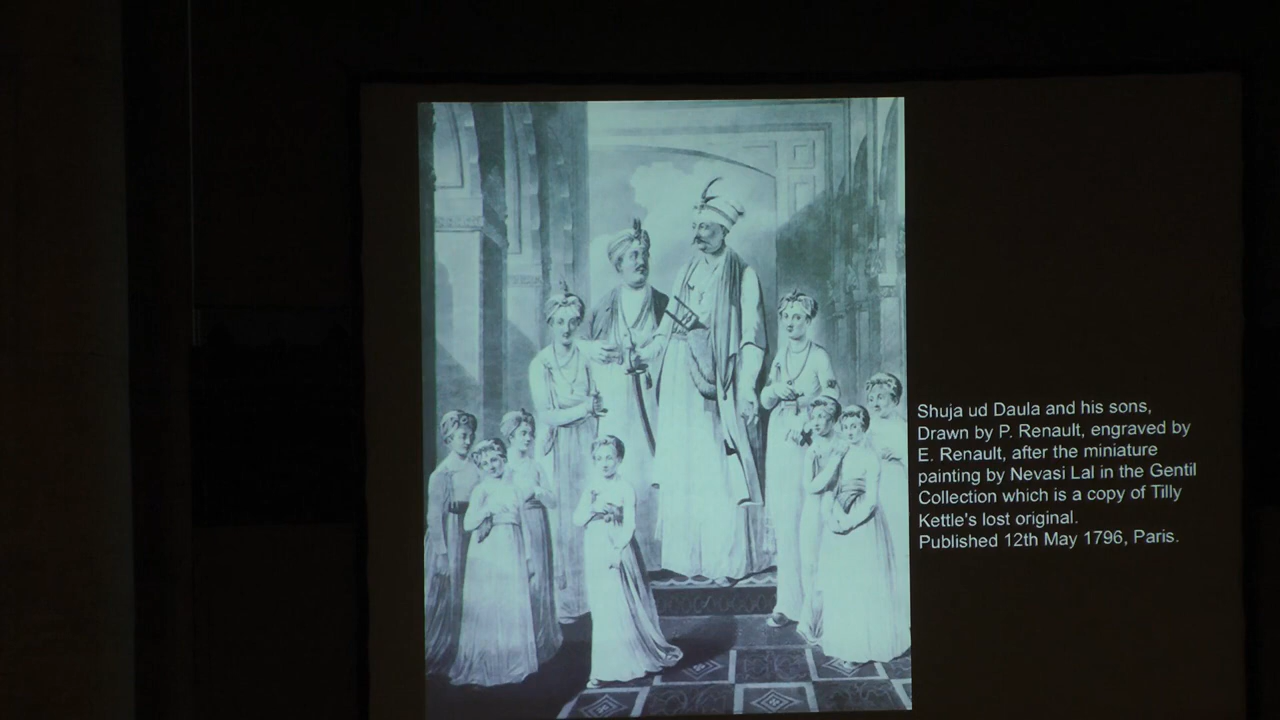 Shuja ud Daula and his sons,
Drawn by P. Renault, engraved by
E. Renault, after the miniature
painting by Nevasi Lal in the Gentil
Collection which is a copy of Tilly
Kettle's lost original.
Published 12th May 1796, Paris.